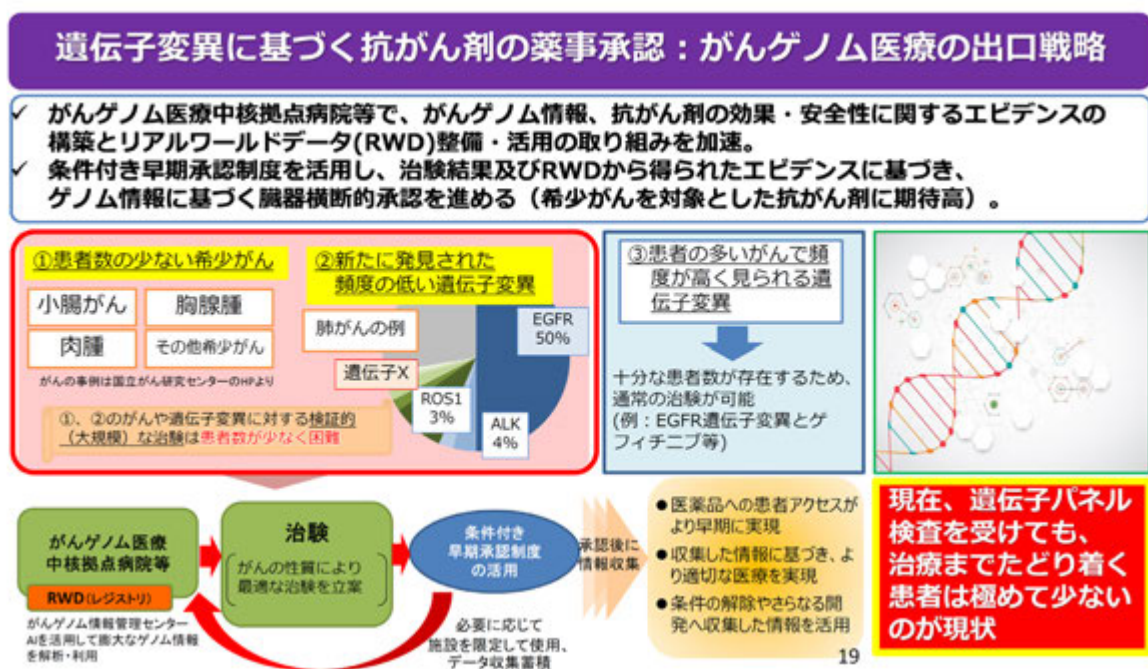 遺伝子変異に基づく抗がん剤の薬事承認：がんゲノム医療の出口戦略
✓ がんゲノム医療中核拠点病院等で、がんゲノム情報、抗がん剤の効果・安全性に関するエビデンスの
構築とリアルワールドデータ(RWD)整備・活用の取り組みを加速。
✓ 条件付き早期承認制度を活用し、治験結果及びRWDから得られたエビデンスに基づき、
ゲノム情報に基づく臓器横断的承認を進める（希少がんを対象とした抗がん剤に期待高）。
①患者数の少ない希少がん
小腸がん
胸腺腫
肉腫
その他希少がん
がんの事例は国立がん研究センターのHPより
②新たに発見された
頻度の低い遺伝子変異
肺がんの例
遺伝子X
EGFR
50%
ROS1
3%
ALK
4%
①、②のがんや遺伝子変異に対する検証的
（大規模）な治験は患者数が少なく困難
③患者の多いがんで頻
度が高く見られる遺
伝子変異
十分な患者数が存在するため、
通常の治験が可能
(例：EGFR遺伝子変異とゲ
フィチニブ等)
がんゲノム医療
中核拠点病院等
RWD(レジストリ)
がんゲノム情報管理センター
AIを活用して膨大なゲノム情報
を解析・利用
治験
がんの性質により
最適な治験を立案
条件付き
早期承認制度
の活用
必要に応じて
施設を限定して使用、
データ収集蓄積
承認後に
情報収集
●医薬品への患者アクセスが
より早期に実現
●収集した情報に基づき、より
適切な医療を実現
●条件の解除やさらなる開
発へ収集した情報を活用
19
現在、遺伝子パネル
検査を受けても、
治療までたどり着く
患者は極めて少ない
のが現状